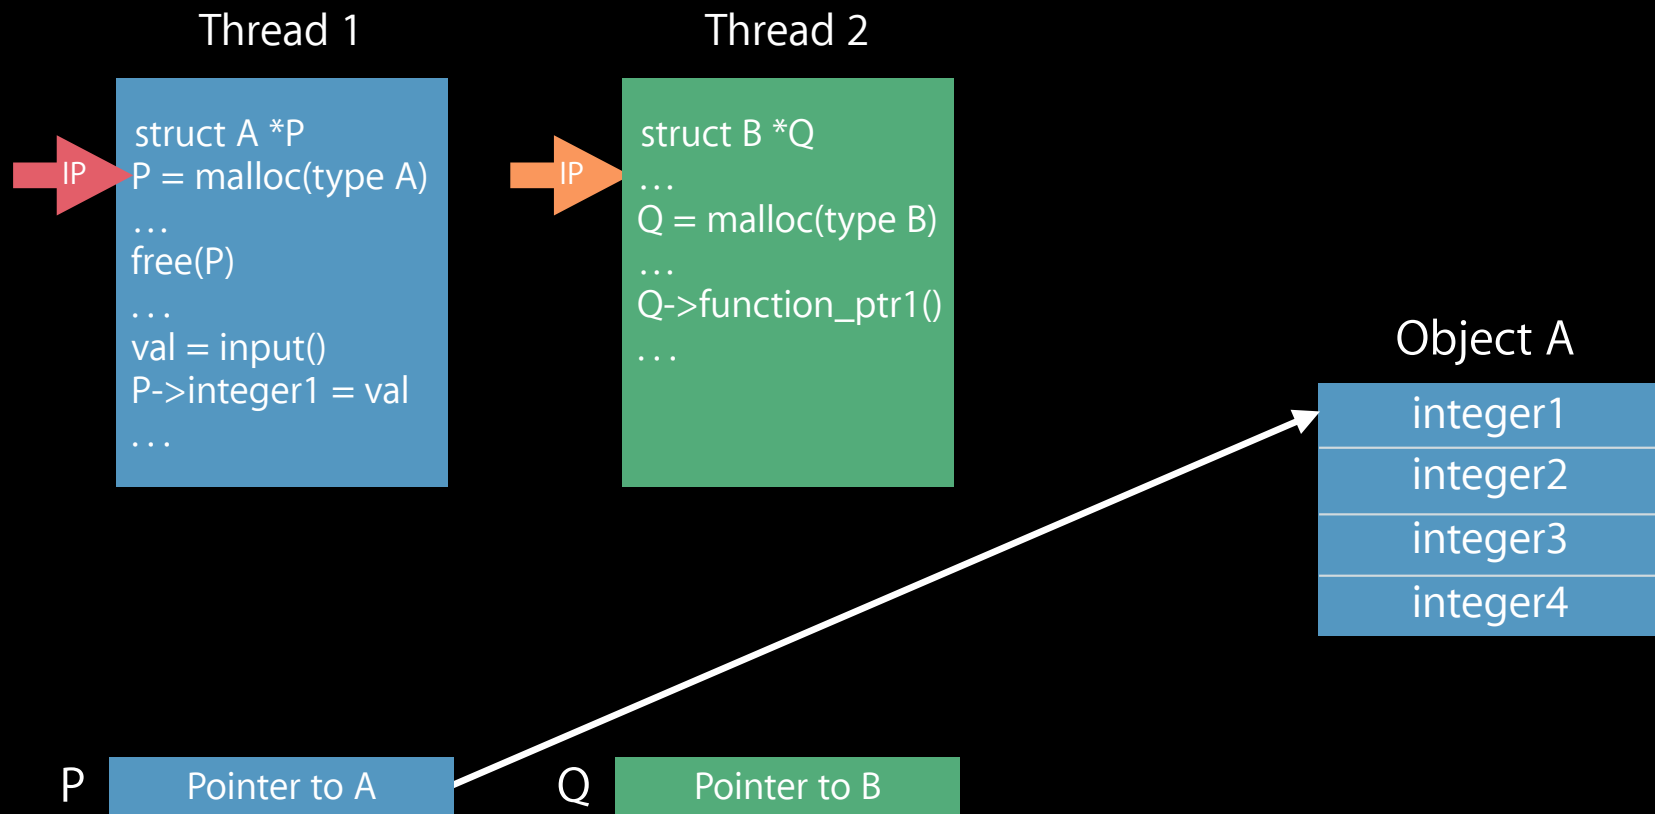 Thread 1
struct A *P
IP
P = malloc(type A)
...
free(P)
...
val = input()
P->integer1 = val
...
Thread 2
struct B *Q
IP
...
Q = malloc(type B)
...
Q->function_ptr1()
...
Object A
integer1
integer2
integer3
integer4
P
Pointer to A
Q
Pointer to B